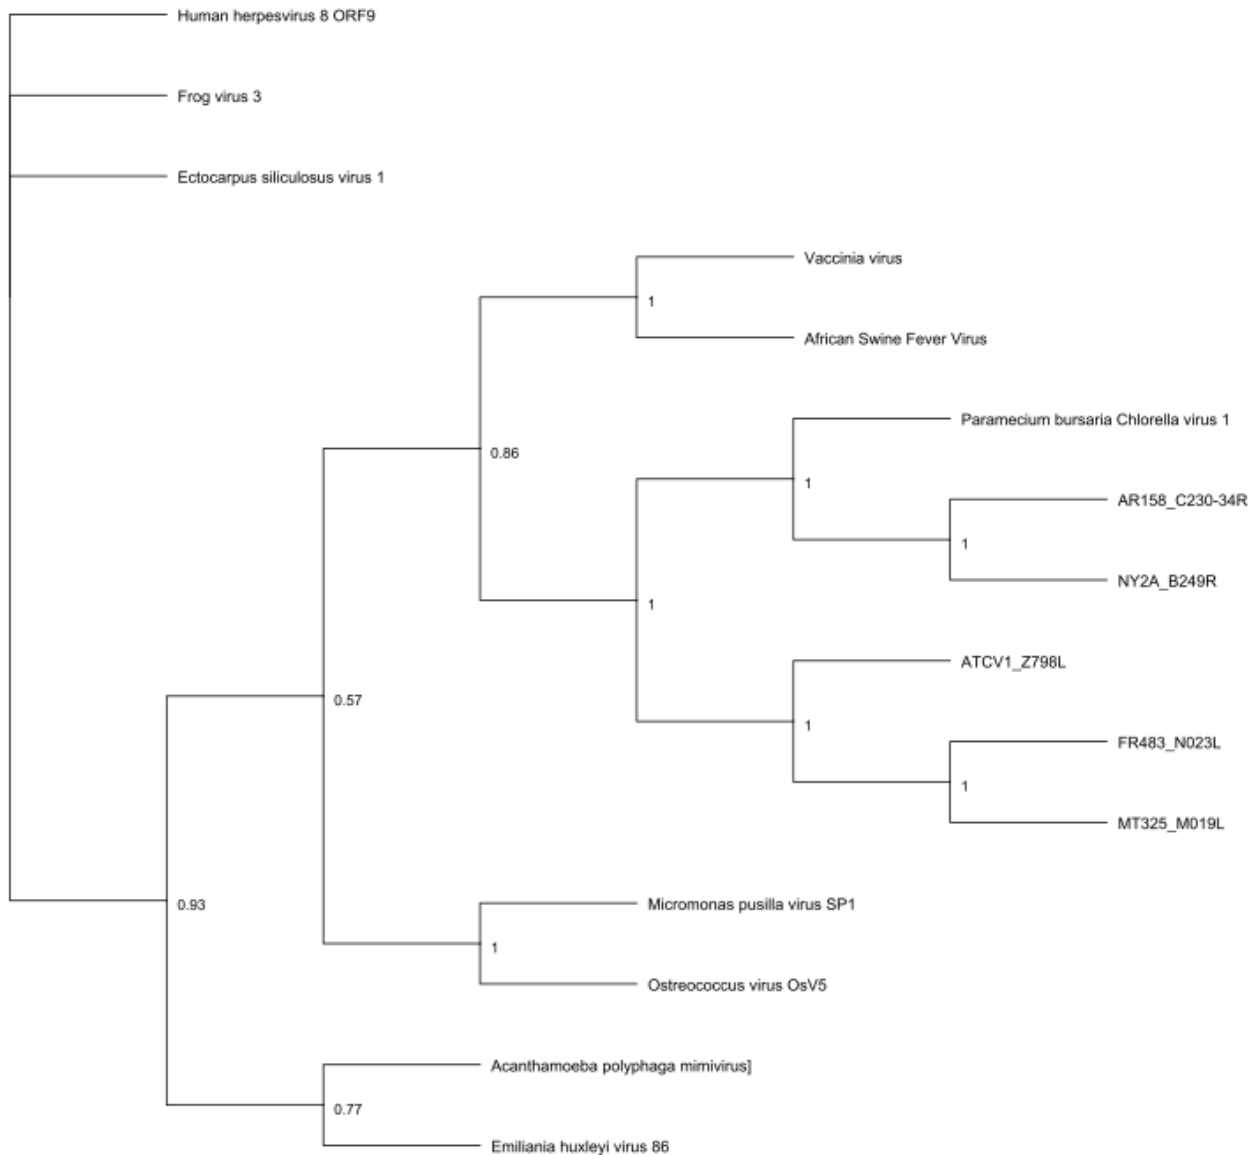 Human herpesvirus 8 ORF9
Frog virus 3
Ectocarpus siliculosus virus 1
Vaccinia virus
1
African Swine Fever Virus
Paramecium bursaria Chlorella virus 1
0.86
1
AR158_C230-34R
1
NY2A_B249R
1
ATCV1_Z798L
0.57
1
FR483_N023L
1
MT325_M019L
0.93
Micromonas pusilla virus SP1
1
Ostreococcus virus OsV5
Acanthamoeba polyphaga mimivirus]
0.77
Emiliania huxleyi virus 86